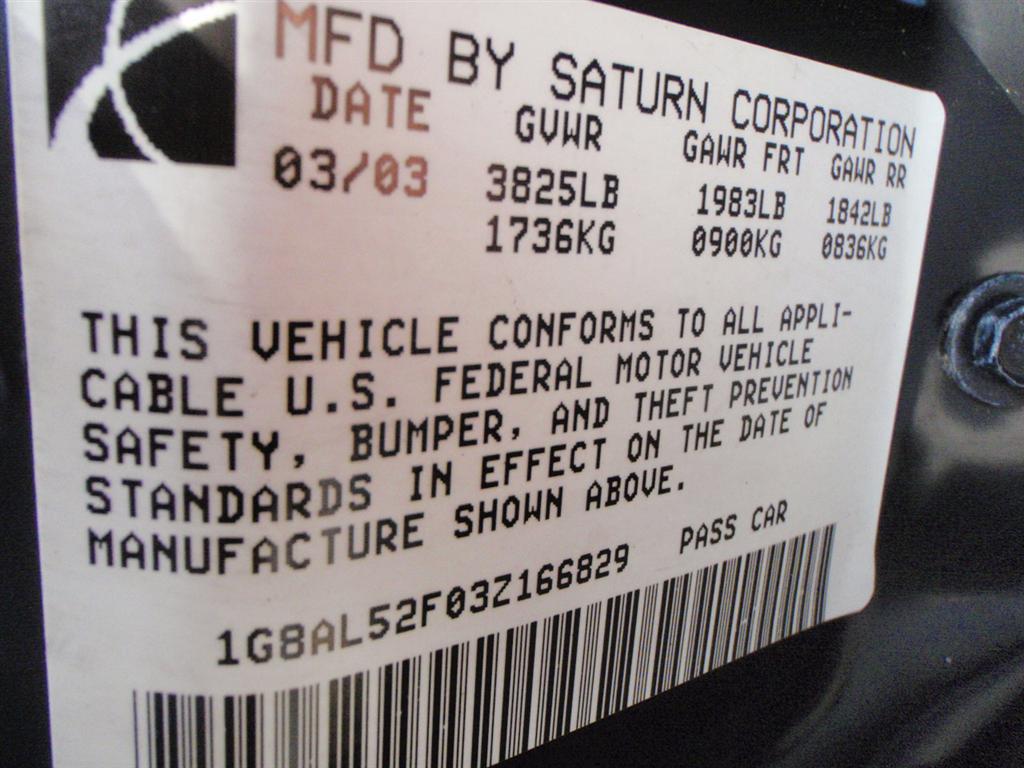 MFD BY SATURN CORPORATION
DATE GVWR GAWR FRT GAWR RR
03/03 3825LB 1983LB 1842LB
1736KG 0900KG 0836KG
THIS VEHICLE CONFORMS TO ALL APPLI-
CABLE U.S. FEDERAL MOTOR VEHICLE
SAFETY, BUMPER, AND THEFT PREVENTION
STANDARDS IN EFFECT ON THE DATE OF
MANUFACTURE SHOWN ABOVE.
1G8AL52F03Z166829 PASS CAR